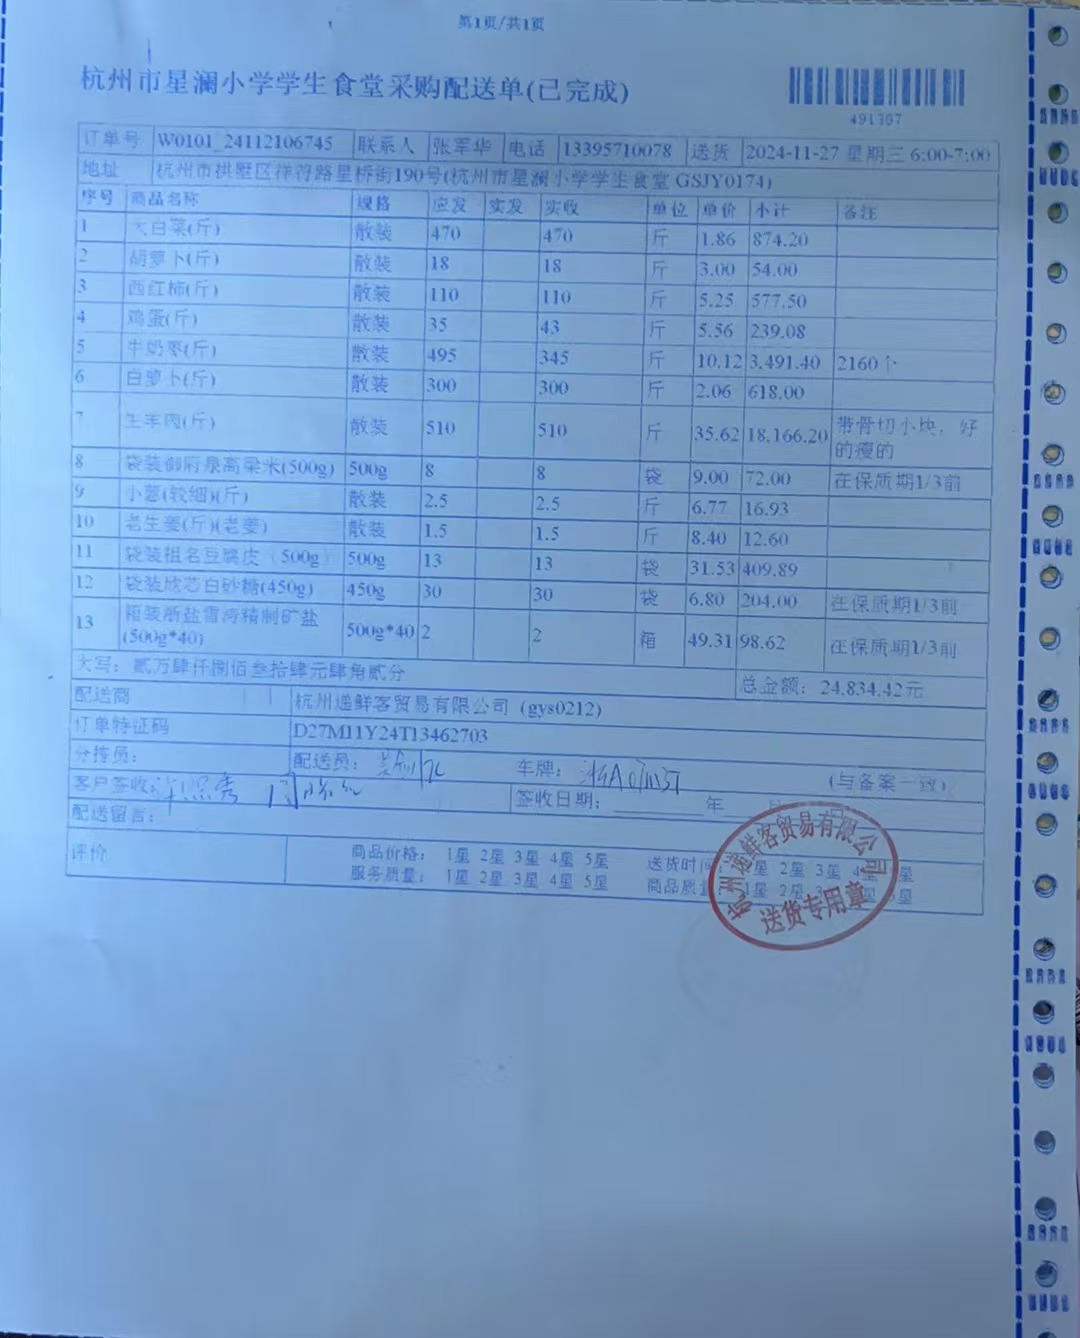 第1页/共1页
杭州市星澜小学学生食堂采购配送单(已完成)
491307
订单号 W0101_24112106745 联系人 张军华 电话 13395710078 送货 2024-11-27 星期三 6:00-7:00
地址 杭州市拱墅区祥符路星桥街190号(杭州市星澜小学学生食堂 GSJY0174)
序号 商品名称 规格 应发 实发 实收 单位 单价 小计 备注
1 大白菜(斤) 散装 470 470 斤 1.86 874.20
2 胡萝卜(斤) 散装 18 18 斤 3.00 54.00
3 西红柿(斤) 散装 110 110 斤 5.25 577.50
4 鸡蛋(斤) 散装 35 43 斤 5.56 239.08
5 牛奶枣(斤) 散装 495 345 斤 10.12 3,491.40 2160个
6 白萝卜(斤) 散装 300 300 斤 2.06 618.00
7 生羊肉(斤) 散装 510 510 斤 35.62 18,166.20 带骨切小块，好
的瘦的
8 袋装御府泉高粱米(500g) 500g 8 8 袋 9.00 72.00 在保质期1/3前
9 小葱(较细)(斤) 散装 2.5 2.5 斤 6.77 16.93
10 老生姜(斤)(老姜) 散装 1.5 1.5 斤 8.40 12.60
11 袋装祖名豆腐皮（500g） 500g 13 13 袋 31.53 409.89
12 袋装欣芯白砂糖(450g) 450g 30 30 袋 6.80 204.00 在保质期1/3前
13 箱装浙盐雪涛精制矿盐
(500g*40) 500g*40 2 2 箱 49.31 98.62 在保质期1/3前
大写：贰万肆仟捌佰叁拾肆元肆角贰分 总金额：24,834.42元
配送商 杭州递鲜客贸易有限公司 (gys0212)
订单特征码 D27M11Y24T13462703
分拣员： 配送员： 车牌： (与备案一致)
客户签收： 签收日期： 年 月
配送留言：
评价 商品价格： 1星 2星 3星 4星 5星 送货时间 星 2星 3星 4星 星
服务质量： 1星 2星 3星 4星 5星 商品质量 1星 2星 3 星 星
杭州递鲜客贸易有限公司
送货专用章